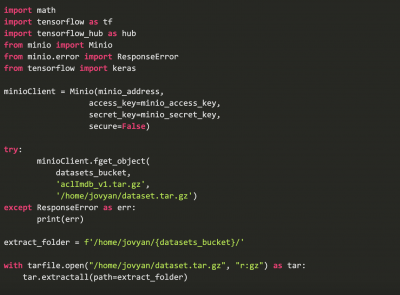 import math
import tensorflow as tf
import tensorflow_hub as hub
from minio import Minio
from minio.error import ResponseError
from tensorflow import keras
minioClient = Minio(minio_address,
access_key=minio_access_key,
secret_key=minio_secret_key,
secure=False)
try:
minioClient.fget_object(
datasets_bucket,
'aclImdb_v1.tar.gz',
'/home/jovyan/dataset.tar.gz')
except ResponseError as err:
print(err)
extract_folder = f'/home/jovyan/{datasets_bucket}/'
with tarfile.open("/home/jovyan/dataset.tar.gz", "r:gz") as tar:
tar.extractall(path=extract_folder)